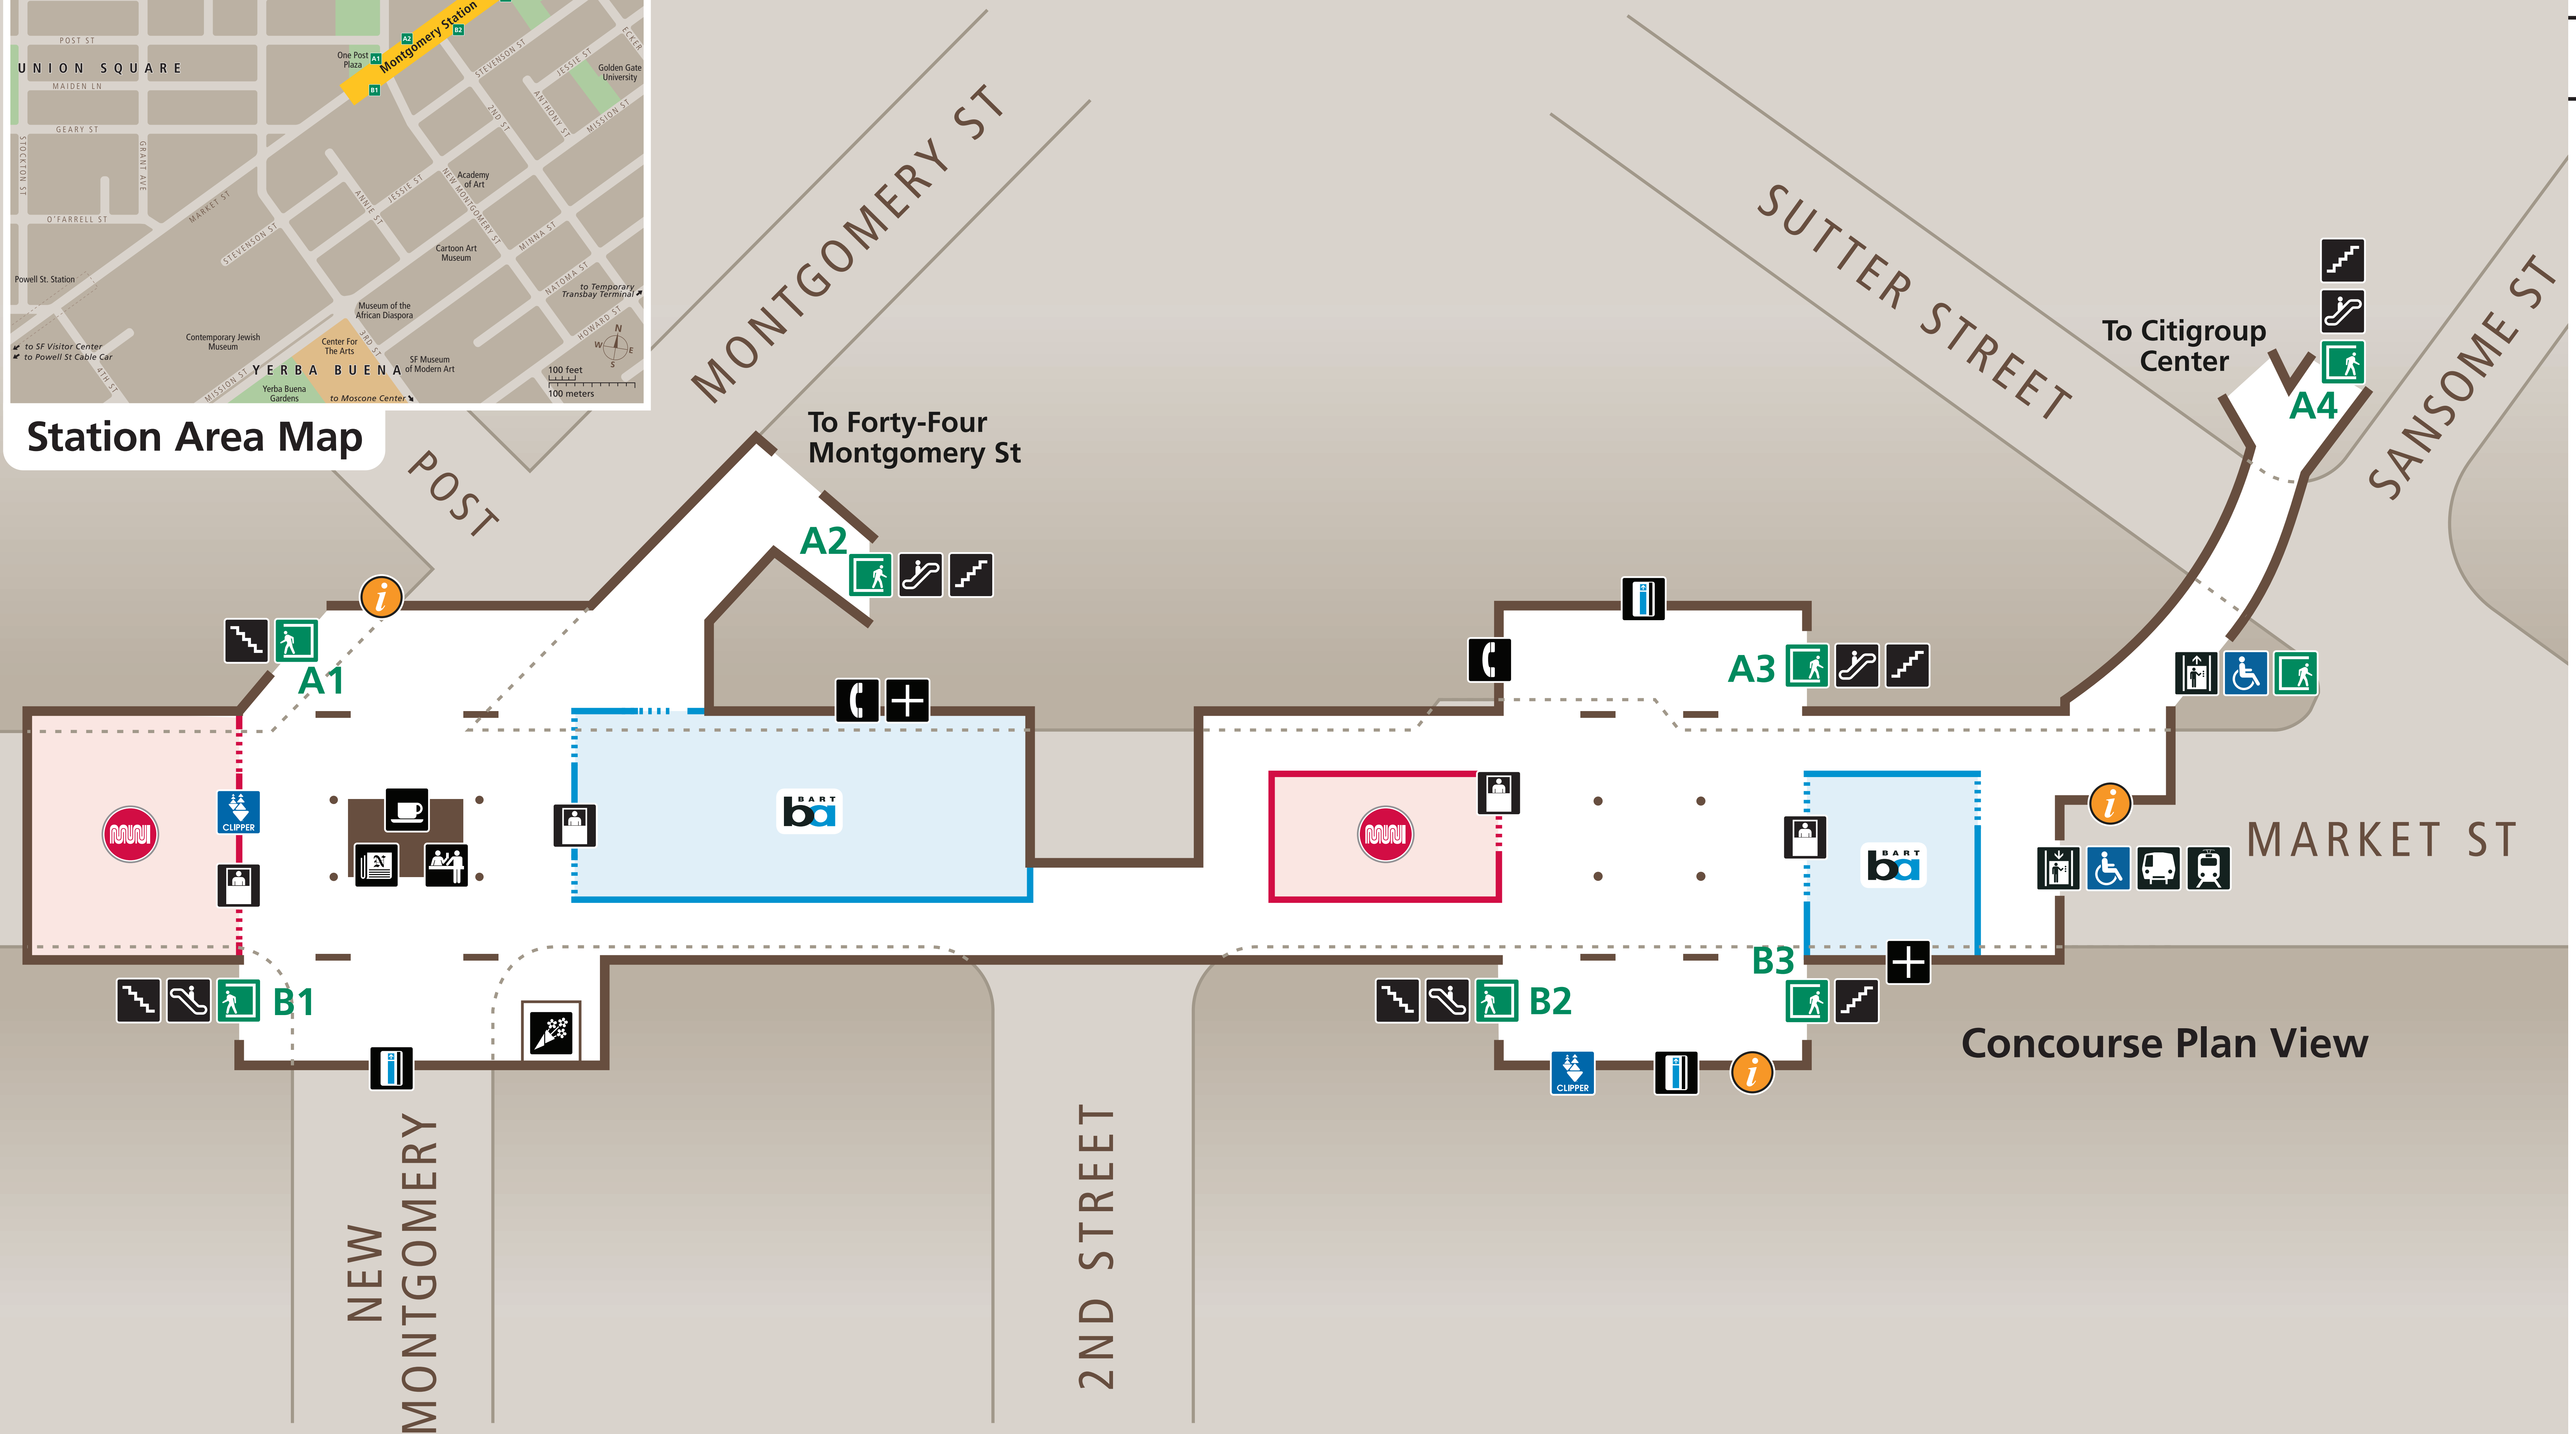 POST ST
UNION SQUARE
MAIDEN LN
GEARY ST
STOCKTON ST
GRANT AVE
O'FARRELL ST
MARKET ST
STEVENSON ST
Powell St. Station
to SF Visitor Center
to Powell St Cable Car
4TH ST
One Post
Plaza
A1
A2
B1
B2
Montgomery Station
STEVENSON ST
JESSIE ST
ECKER
Golden Gate
University
ANTHONY ST
MISSION ST
2ND ST
Academy
of Art
NEW MONTGOMERY ST
ANNIE ST
JESSIE ST
Cartoon Art
Museum
MINNA ST
NATOMA ST
to Temporary
Transbay Terminal
HOWARD ST
Museum of the
African Diaspora
Contemporary Jewish
Museum
Center For
The Arts
3RD ST
SF Museum
of Modern Art
YERBA BUENA
MISSION ST
Yerba Buena
Gardens
to Moscone Center
N
W
E
S
100 feet
100 meters
Station Area Map
POST
MONTGOMERY ST
SUTTER STREET
SANSOME ST
To Citigroup
Center
A4
To Forty-Four
Montgomery St
A2
i
A1
A3
CLIPPER
BART
ba
BART
ba
i
MARKET ST
B1
B2
B3
CLIPPER
i
Concourse Plan View
NEW
MONTGOMERY
2ND STREET